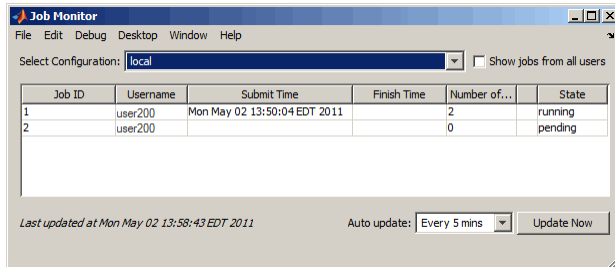 Job Monitor
File Edit Debug Desktop Window Help
Select Configuration: local Show jobs from all users
Job ID Username Submit Time Finish Time Number of... State
1 user200 Mon May 02 13:50:04 EDT 2011 2 running
2 user200 0 pending
Last updated at Mon May 02 13:58:43 EDT 2011 Auto update: Every 5 mins Update Now